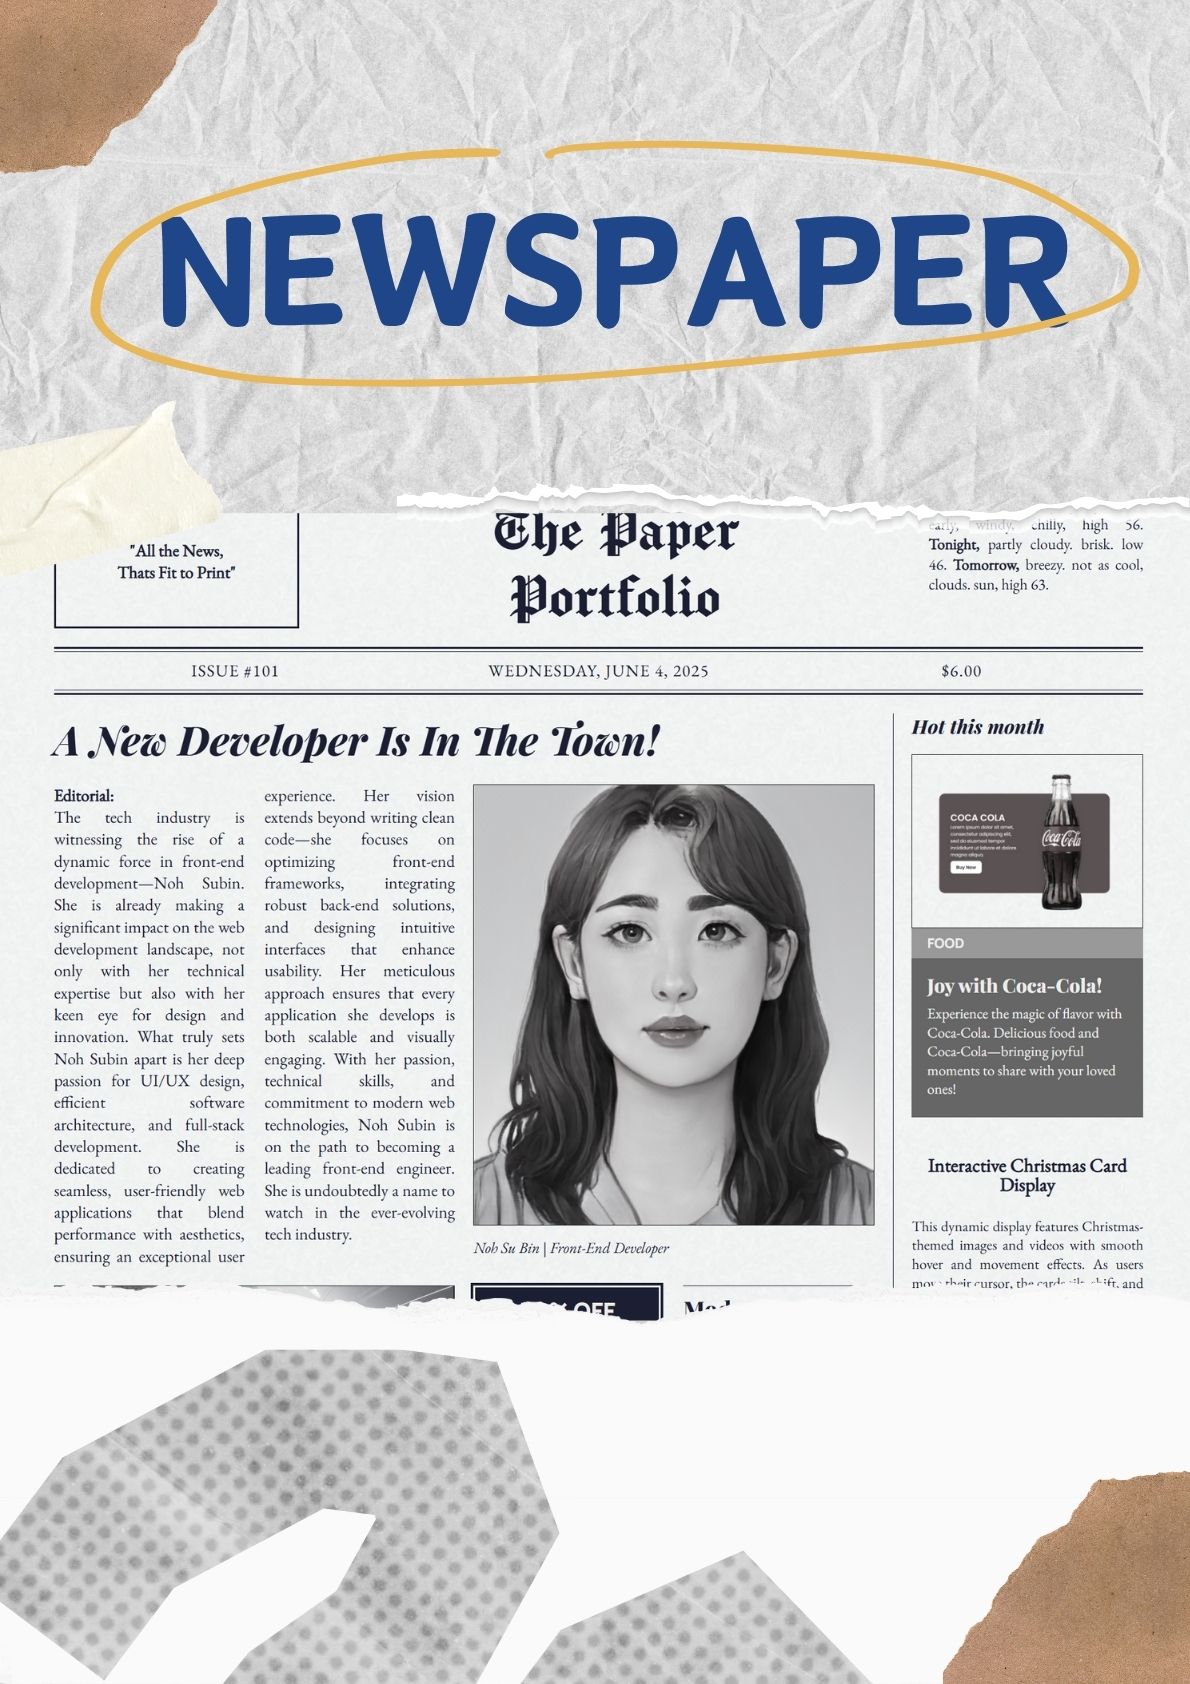 NEWSPAPER
"All the News,
Thats Fit to Print"
The Paper
Portfolio
early, windy. chilly, high 56.
Tonight, partly cloudy. brisk. low
46. Tomorrow, breezy. not as cool,
clouds. sun, high 63.
ISSUE #101
WEDNESDAY, JUNE 4, 2025
$6.00
A New Developer Is In The Town!
Editorial:
The tech industry is
witnessing the rise of a
dynamic force in front-end
development—Noh Subin.
She is already making a
significant impact on the web
development landscape, not
only with her technical
expertise but also with her
keen eye for design and
innovation. What truly sets
Noh Subin apart is her deep
passion for UI/UX design,
efficient software
architecture, and full-stack
development. She is
dedicated to creating
seamless, user-friendly web
applications that blend
performance with aesthetics,
ensuring an exceptional user
experience. Her vision
extends beyond writing clean
code—she focuses on
optimizing front-end
frameworks, integrating
robust back-end solutions,
and designing intuitive
interfaces that enhance
usability. Her meticulous
approach ensures that every
application she develops is
both scalable and visually
engaging. With her passion,
technical skills, and
commitment to modern web
technologies, Noh Subin is
on the path to becoming a
leading front-end engineer.
She is undoubtedly a name to
watch in the ever-evolving
tech industry.
Noh Su Bin | Front-End Developer
Hot this month
COCA COLA
Lorem ipsum dolor sit amet,
consectetur adipiscing elit,
sed do eiusmod tempor
incididunt ut labore et dolore
magna aliqua.
Buy Now
Coca-Cola
FOOD
Joy with Coca-Cola!
Experience the magic of flavor with
Coca-Cola. Delicious food and
Coca-Cola—bringing joyful
moments to share with your loved
ones!
Interactive Christmas Card
Display
This dynamic display features Christmas-
themed images and videos with smooth
hover and movement effects. As users
move their cursor, the cards tilt, shift, and
OFF